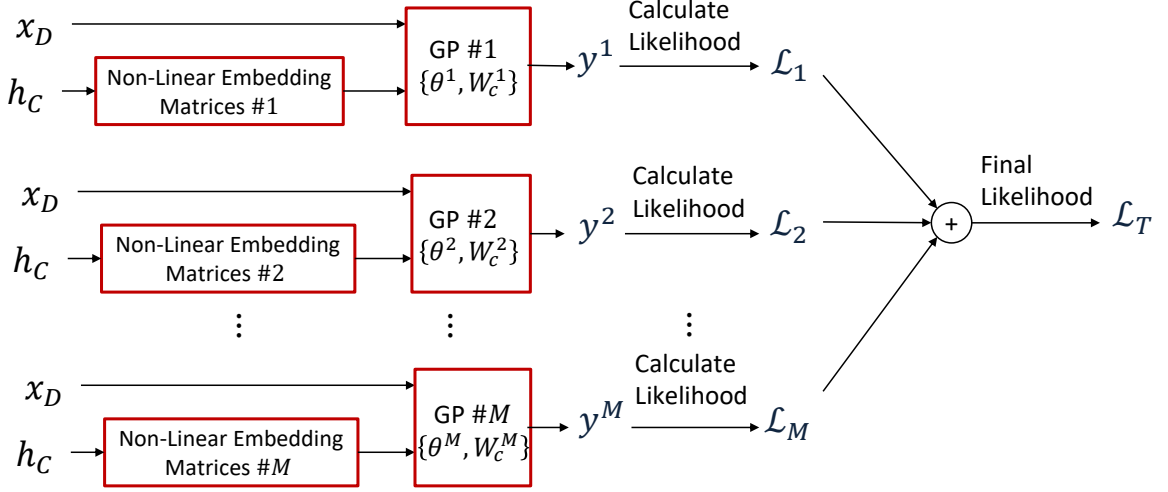 x_D
h_C
Non-Linear Embedding
Matrices #1
GP #1
{θ^1, W_c^1}
y^1
Calculate
Likelihood
ℒ_1
x_D
h_C
Non-Linear Embedding
Matrices #2
GP #2
{θ^2, W_c^2}
y^2
Calculate
Likelihood
ℒ_2
+
Final
Likelihood
ℒ_T
⋮ ⋮ ⋮
x_D
h_C
Non-Linear Embedding
Matrices #M
GP #M
{θ^M, W_c^M}
y^M
Calculate
Likelihood
ℒ_M